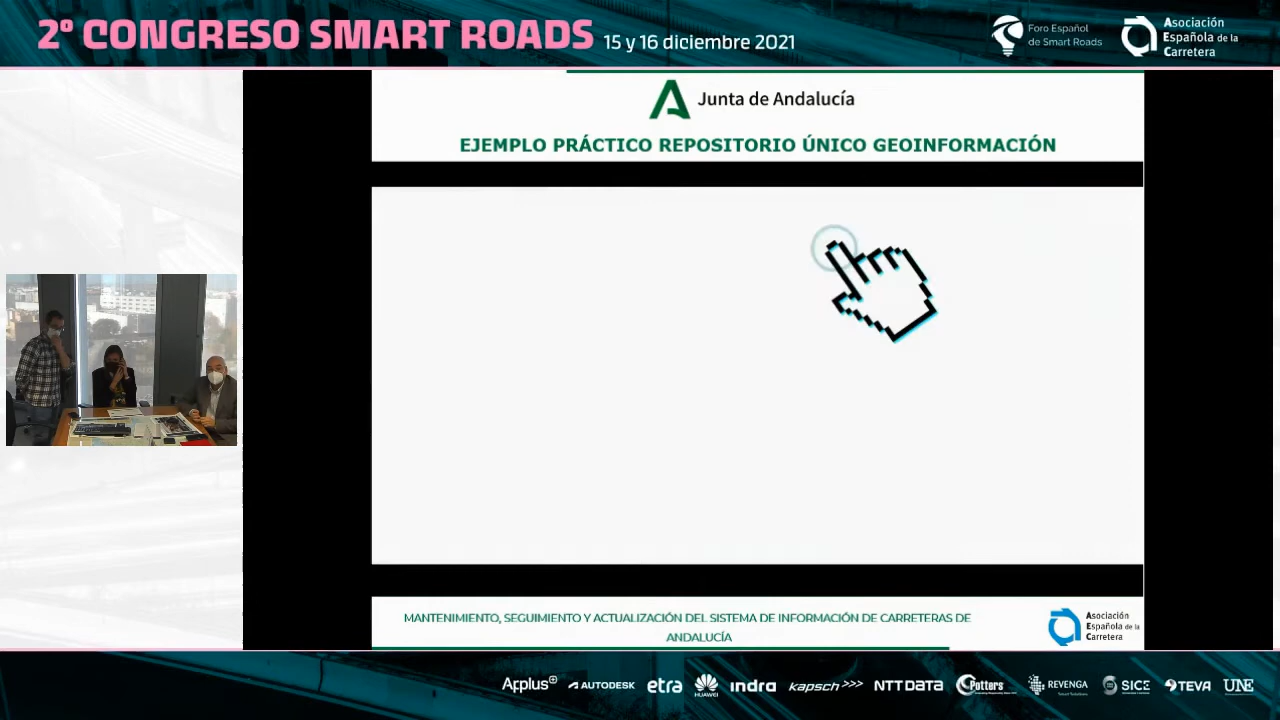 2º CONGRESO SMART ROADS 15 y 16 diciembre 2021
Foro Español
de Smart Roads
Asociación
Española de la
Carretera
Junta de Andalucía
EJEMPLO PRÁCTICO REPOSITORIO ÚNICO GEOINFORMACIÓN
MANTENIMIENTO, SEGUIMIENTO Y ACTUALIZACIÓN DEL SISTEMA DE INFORMACIÓN DE CARRETERAS DE
ANDALUCÍA
Asociación
Española de la
Carretera
Applus+ AUTODESK etra HUAWEI indra kapsch>>> NTT DATA Potters REVENGA SICE TEVA UNE